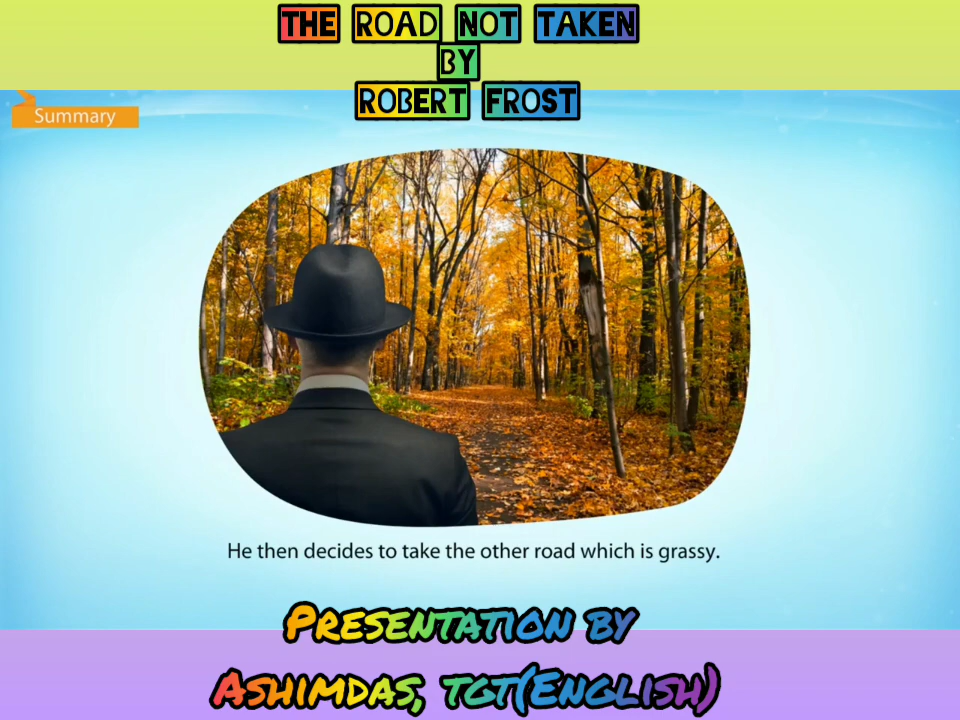 THE ROAD NOT TAKEN
BY
ROBERT FROST
Summary
He then decides to take the other road which is grassy.
PRESENTATION BY
ASHIMDAS, TGT(ENGLISH)